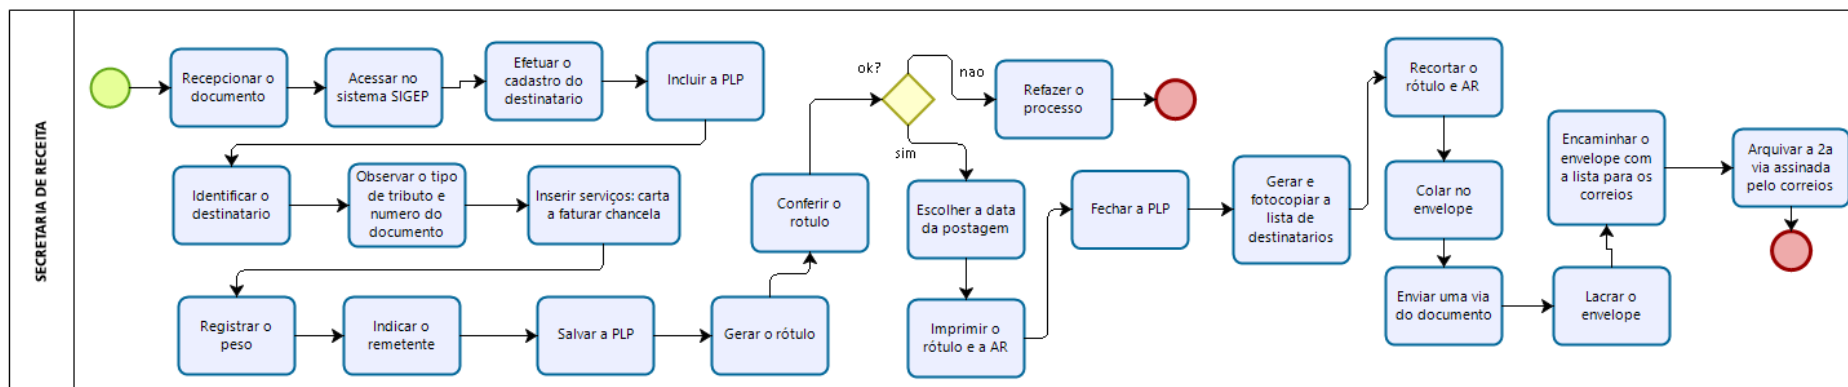 SECRETARIA DE RECEITA
Recepcionar o
documento
Acessar no
sistema SIGEP
Efetuar o
cadastro do
destinatario
Incluir a PLP
Identificar o
destinatario
Observar o tipo
de tributo e
numero do
documento
Inserir serviços: carta
a faturar chancela
Registrar o
peso
Indicar o
remetente
Salvar a PLP
Gerar o rótulo
Conferir o
rotulo
ok?
nao
Refazer o
processo
sim
Escolher a data
da postagem
Imprimir o
rótulo e a AR
Fechar a PLP
Gerar e
fotocopiar a
lista de
destinatarios
Recortar o
rótulo e AR
Colar no
envelope
Enviar uma via
do documento
Lacrar o
envelope
Encaminhar o
envelope com
a lista para os
correios
Arquivar a 2a
via assinada
pelo correios